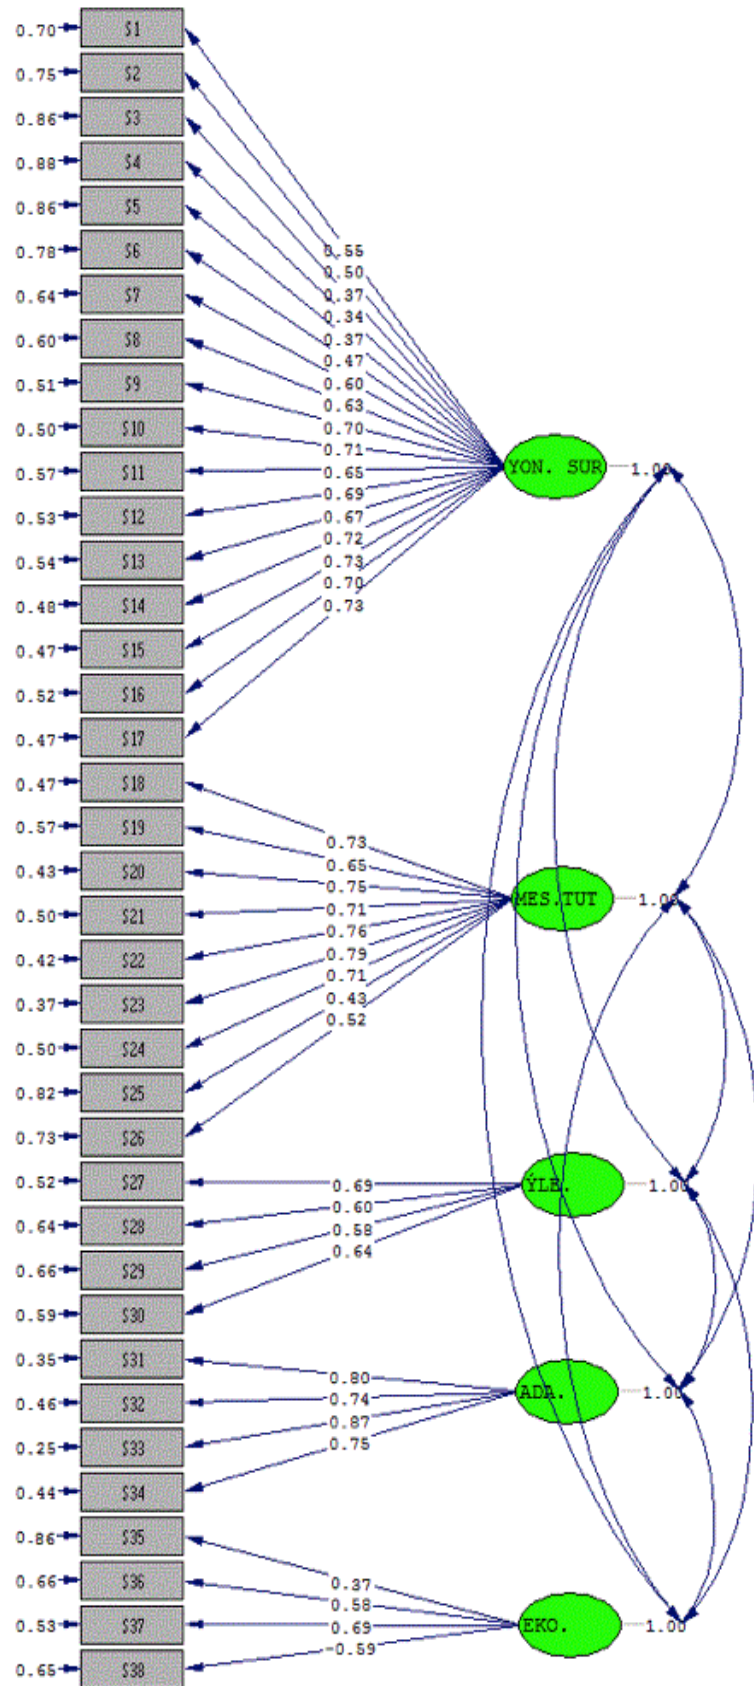 0.70 S1
0.75 S2
0.86 S3
0.88 S4
0.86 S5
0.78 S6
0.64 S7
0.60 S8
0.51 S9
0.50 S10
0.57 S11
0.53 S12
0.54 S13
0.48 S14
0.47 S15
0.52 S16
0.47 S17
0.47 S18
0.57 S19
0.43 S20
0.50 S21
0.42 S22
0.37 S23
0.50 S24
0.82 S25
0.73 S26
0.52 S27
0.64 S28
0.66 S29
0.59 S30
0.35 S31
0.46 S32
0.25 S33
0.44 S34
0.86 S35
0.66 S36
0.53 S37
0.65 S38
0.55
0.50
0.37
0.34
0.37
0.47
0.60
0.63
0.70
0.71
0.65
0.69
0.67
0.72
0.73
0.70
0.73
YON. SUR 1.00
0.73
0.65
0.75
0.71
0.76
0.79
0.71
0.43
0.52
MES.TUT 1.00
0.69
0.60
0.58
0.64
ÝLE. 1.00
0.80
0.74
0.87
0.75
ADA. 1.00
0.37
0.58
0.69
-0.59
EKO. 1.00